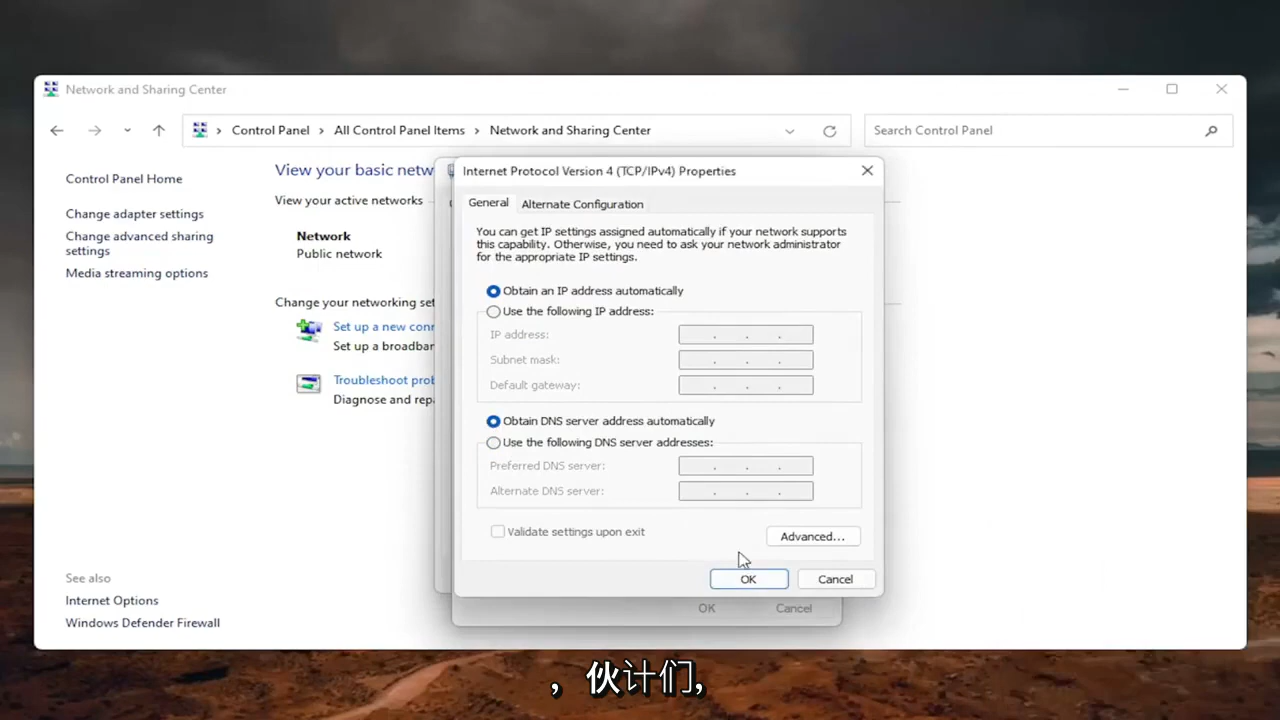 Network and Sharing Center
Control Panel
All Control Panel Items
Network and Sharing Center
Search Control Panel
Control Panel Home
Change adapter settings
Change advanced sharing
settings
Media streaming options
See also
Internet Options
Windows Defender Firewall
View your basic netw
View your active networks
Network
Public network
Change your networking set
Set up a new conn
Set up a broadbar
Troubleshoot prob
Diagnose and repa
Internet Protocol Version 4 (TCP/IPv4) Properties
General
Alternate Configuration
You can get IP settings assigned automatically if your network supports
this capability. Otherwise, you need to ask your network administrator
for the appropriate IP settings.
Obtain an IP address automatically
Use the following IP address:
IP address:
Subnet mask:
Default gateway:
Obtain DNS server address automatically
Use the following DNS server addresses:
Preferred DNS server:
Alternate DNS server:
Validate settings upon exit
Advanced...
OK
Cancel
OK
Cancel
，伙计们,